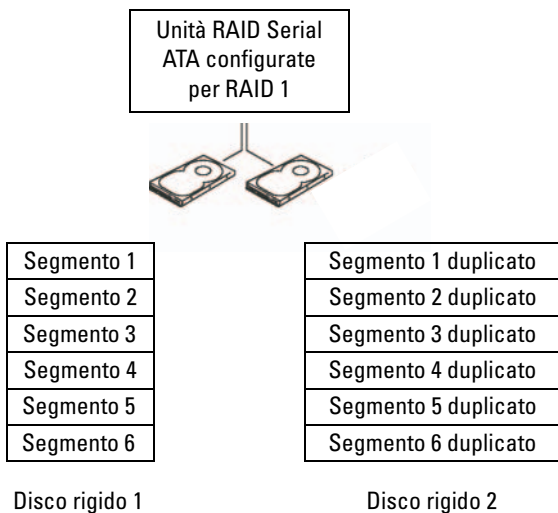 Unità RAID Serial
ATA configurate
per RAID 1
Segmento 1
Segmento 2
Segmento 3
Segmento 4
Segmento 5
Segmento 6
Disco rigido 1
Segmento 1 duplicato
Segmento 2 duplicato
Segmento 3 duplicato
Segmento 4 duplicato
Segmento 5 duplicato
Segmento 6 duplicato
Disco rigido 2